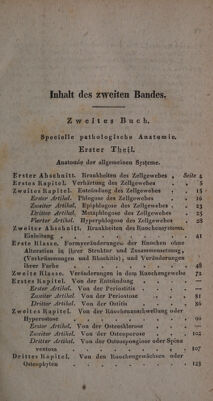 Inhalt des zweiten Bandes.
Zweites Buch.
Specielle pathologische Anatomie.
Erster Theil.
Anatomie der allgemeinen Systeme.
Erster Abschnitt. Krankheiten des Zellgewebes . Seite 4
Erstes Kapitel. Verhärtung des Zellgewebes . . 5
Zweites Kapitel. Entzündung des Zellgewebes . . 15
Erster Artikel. Phlogose des Zellgewebes . . 16
Zweiter Artikel. Epiphlogose des Zellgewebes . . 23
Dritter Artikel. Metaphlogose des Zellgewebes . . 25
Vierter Artikel. Hyperphlogose des Zellgewebes . . 28
Zweiter Abschnitt. Krankheiten des Knochensystems.
Einleitung . . . 41
Erste Klasse. Formveränderungen der Knochen ohne
Alteration in ihrer Struktur und Zusammensetzung,
(Verkrümmungen und Rhachitis), und Veränderungen
ihrer Farbe . . . 48
Zweite Klasse. Veränderungen in dem Knochengewebe 72
Erstes Kapitel. Von der Entzündung . . . —
Erster Artikel. Von der Periostitis . . . —
Zweiter Artikel. Von der Periostose . . . 81
Dritter Artikel. Von der Ostitis . . . 86
Zweites Kapitel. Von der Knochenanschwellung oder
Hyperostose . . . 90
Erster Artikel. Von der Osteosklerose . . . —
Zweiter Artikel. Von der Osteoporose . . . 102
Dritter Artikel. Von der Osteospongiose oder Spina
ventosa . . . 107
Drittes Kapitel. Von den Knochengewächsen oder
Osteophyten . . . 125